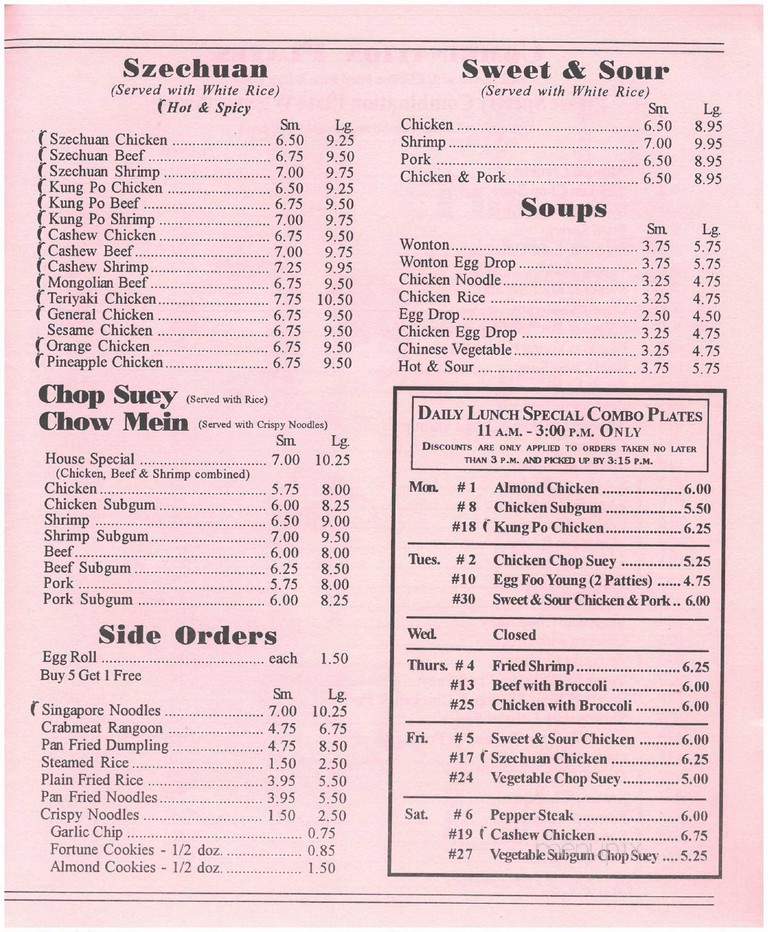 Szechuan
(Served with White Rice)
Hot & Spicy
Sm. Lg.
Szechuan Chicken 6.50 9.25
Szechuan Beef 6.75 9.50
Szechuan Shrimp 7.00 9.75
Kung Po Chicken 6.50 9.25
Kung Po Beef 6.75 9.50
Kung Po Shrimp 7.00 9.75
Cashew Chicken 6.75 9.50
Cashew Beef 7.00 9.75
Cashew Shrimp 7.25 9.95
Mongolian Beef 6.75 9.50
Teriyaki Chicken 7.75 10.50
General Chicken 6.75 9.50
Sesame Chicken 6.75 9.50
Orange Chicken 6.75 9.50
Pineapple Chicken 6.75 9.50
Chop Suey (Served with Rice)
Chow Mein (Served with Crispy Noodles)
Sm. Lg.
House Special 7.00 10.25
(Chicken, Beef & Shrimp combined)
Chicken 5.75 8.00
Chicken Subgum 6.00 8.25
Shrimp 6.50 9.00
Shrimp Subgum 7.00 9.50
Beef 6.00 8.00
Beef Subgum 6.25 8.50
Pork 5.75 8.00
Pork Subgum 6.00 8.25
Side Orders
Egg Roll each 1.50
Buy 5 Get 1 Free
Sm. Lg.
Singapore Noodles 7.00 10.25
Crabmeat Rangoon 4.75 6.75
Pan Fried Dumpling 4.75 8.50
Steamed Rice 1.50 2.50
Plain Fried Rice 3.95 5.50
Pan Fried Noodles 3.95 5.50
Crispy Noodles 1.50 2.50
Garlic Chip 0.75
Fortune Cookies - 1/2 doz. 0.85
Almond Cookies - 1/2 doz. 1.50
Sweet & Sour
(Served with White Rice)
Sm. Lg.
Chicken 6.50 8.95
Shrimp 7.00 9.95
Pork 6.50 8.95
Chicken & Pork 6.50 8.95
Soups
Sm. Lg.
Wonton 3.75 5.75
Wonton Egg Drop 3.75 5.75
Chicken Noodle 3.25 4.75
Chicken Rice 3.25 4.75
Egg Drop 2.50 4.50
Chicken Egg Drop 3.25 4.75
Chinese Vegetable 3.25 4.75
Hot & Sour 3.75 5.75
Daily Lunch Special Combo Plates
11 A.M. - 3:00 P.M. Only
Discounts are only applied to orders taken no later
than 3 p.m. and picked up by 3:15 p.m.
Mon. # 1 Almond Chicken 6.00
# 8 Chicken Subgum 5.50
#18 Kung Po Chicken 6.25
Tues. # 2 Chicken Chop Suey 5.25
#10 Egg Foo Young (2 Patties) 4.75
#30 Sweet & Sour Chicken & Pork 6.00
Wed. Closed
Thurs. # 4 Fried Shrimp 6.25
#13 Beef with Broccoli 6.00
#25 Chicken with Broccoli 6.00
Fri. # 5 Sweet & Sour Chicken 6.00
#17 Szechuan Chicken 6.25
#24 Vegetable Chop Suey 5.00
Sat. # 6 Pepper Steak 6.00
#19 Cashew Chicken 6.75
#27 Vegetable Subgum Chop Suey 5.25
menupix